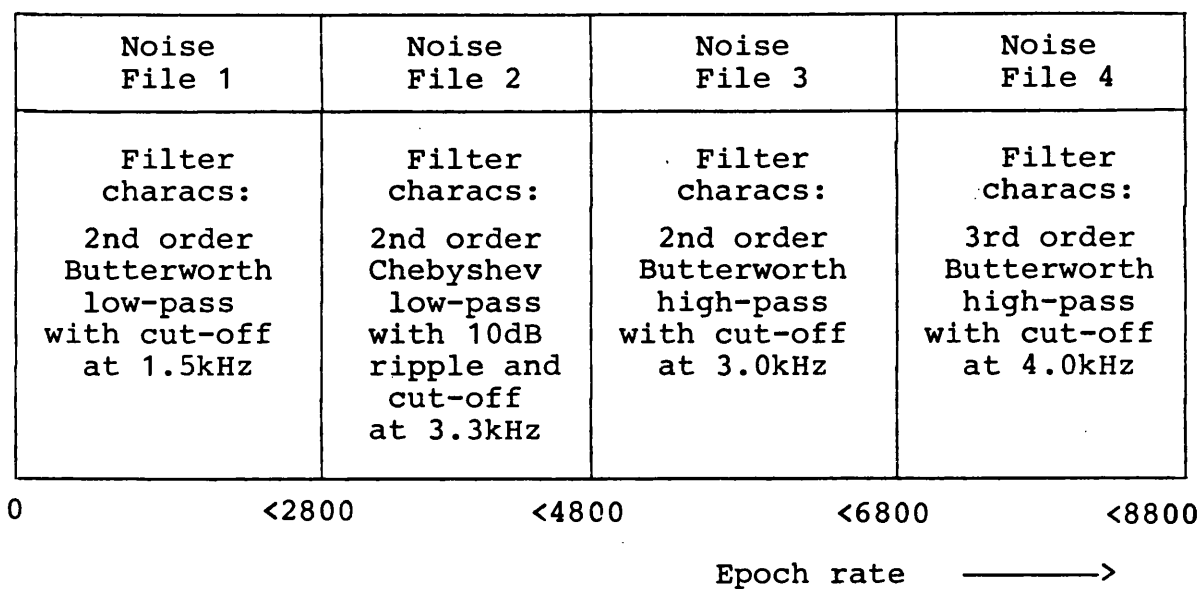 Noise File 1
Noise File 2
Noise File 3
Noise File 4
Filter characs:
2nd order
Butterworth
low-pass
with cut-off
at 1.5kHz
Filter characs:
2nd order
Chebyshev
low-pass
with 10dB
ripple and
cut-off
at 3.3kHz
Filter characs:
2nd order
Butterworth
high-pass
with cut-off
at 3.0kHz
Filter characs:
3rd order
Butterworth
high-pass
with cut-off
at 4.0kHz
0 <2800 <4800 <6800 <8800
Epoch rate